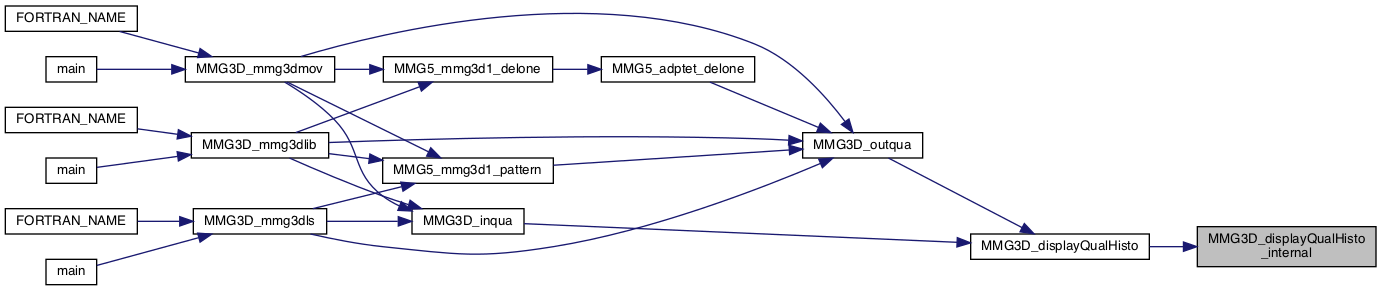 FORTRAN_NAME
main
MMG3D_mmg3dmov
MMG5_mmg3d1_delone
MMG5_adptet_delone
FORTRAN_NAME
MMG3D_mmg3dlib
MMG3D_outqua
main
MMG5_mmg3d1_pattern
FORTRAN_NAME
MMG3D_mmg3dls
MMG3D_inqua
MMG3D_displayQualHisto
MMG3D_displayQualHisto
_internal
main